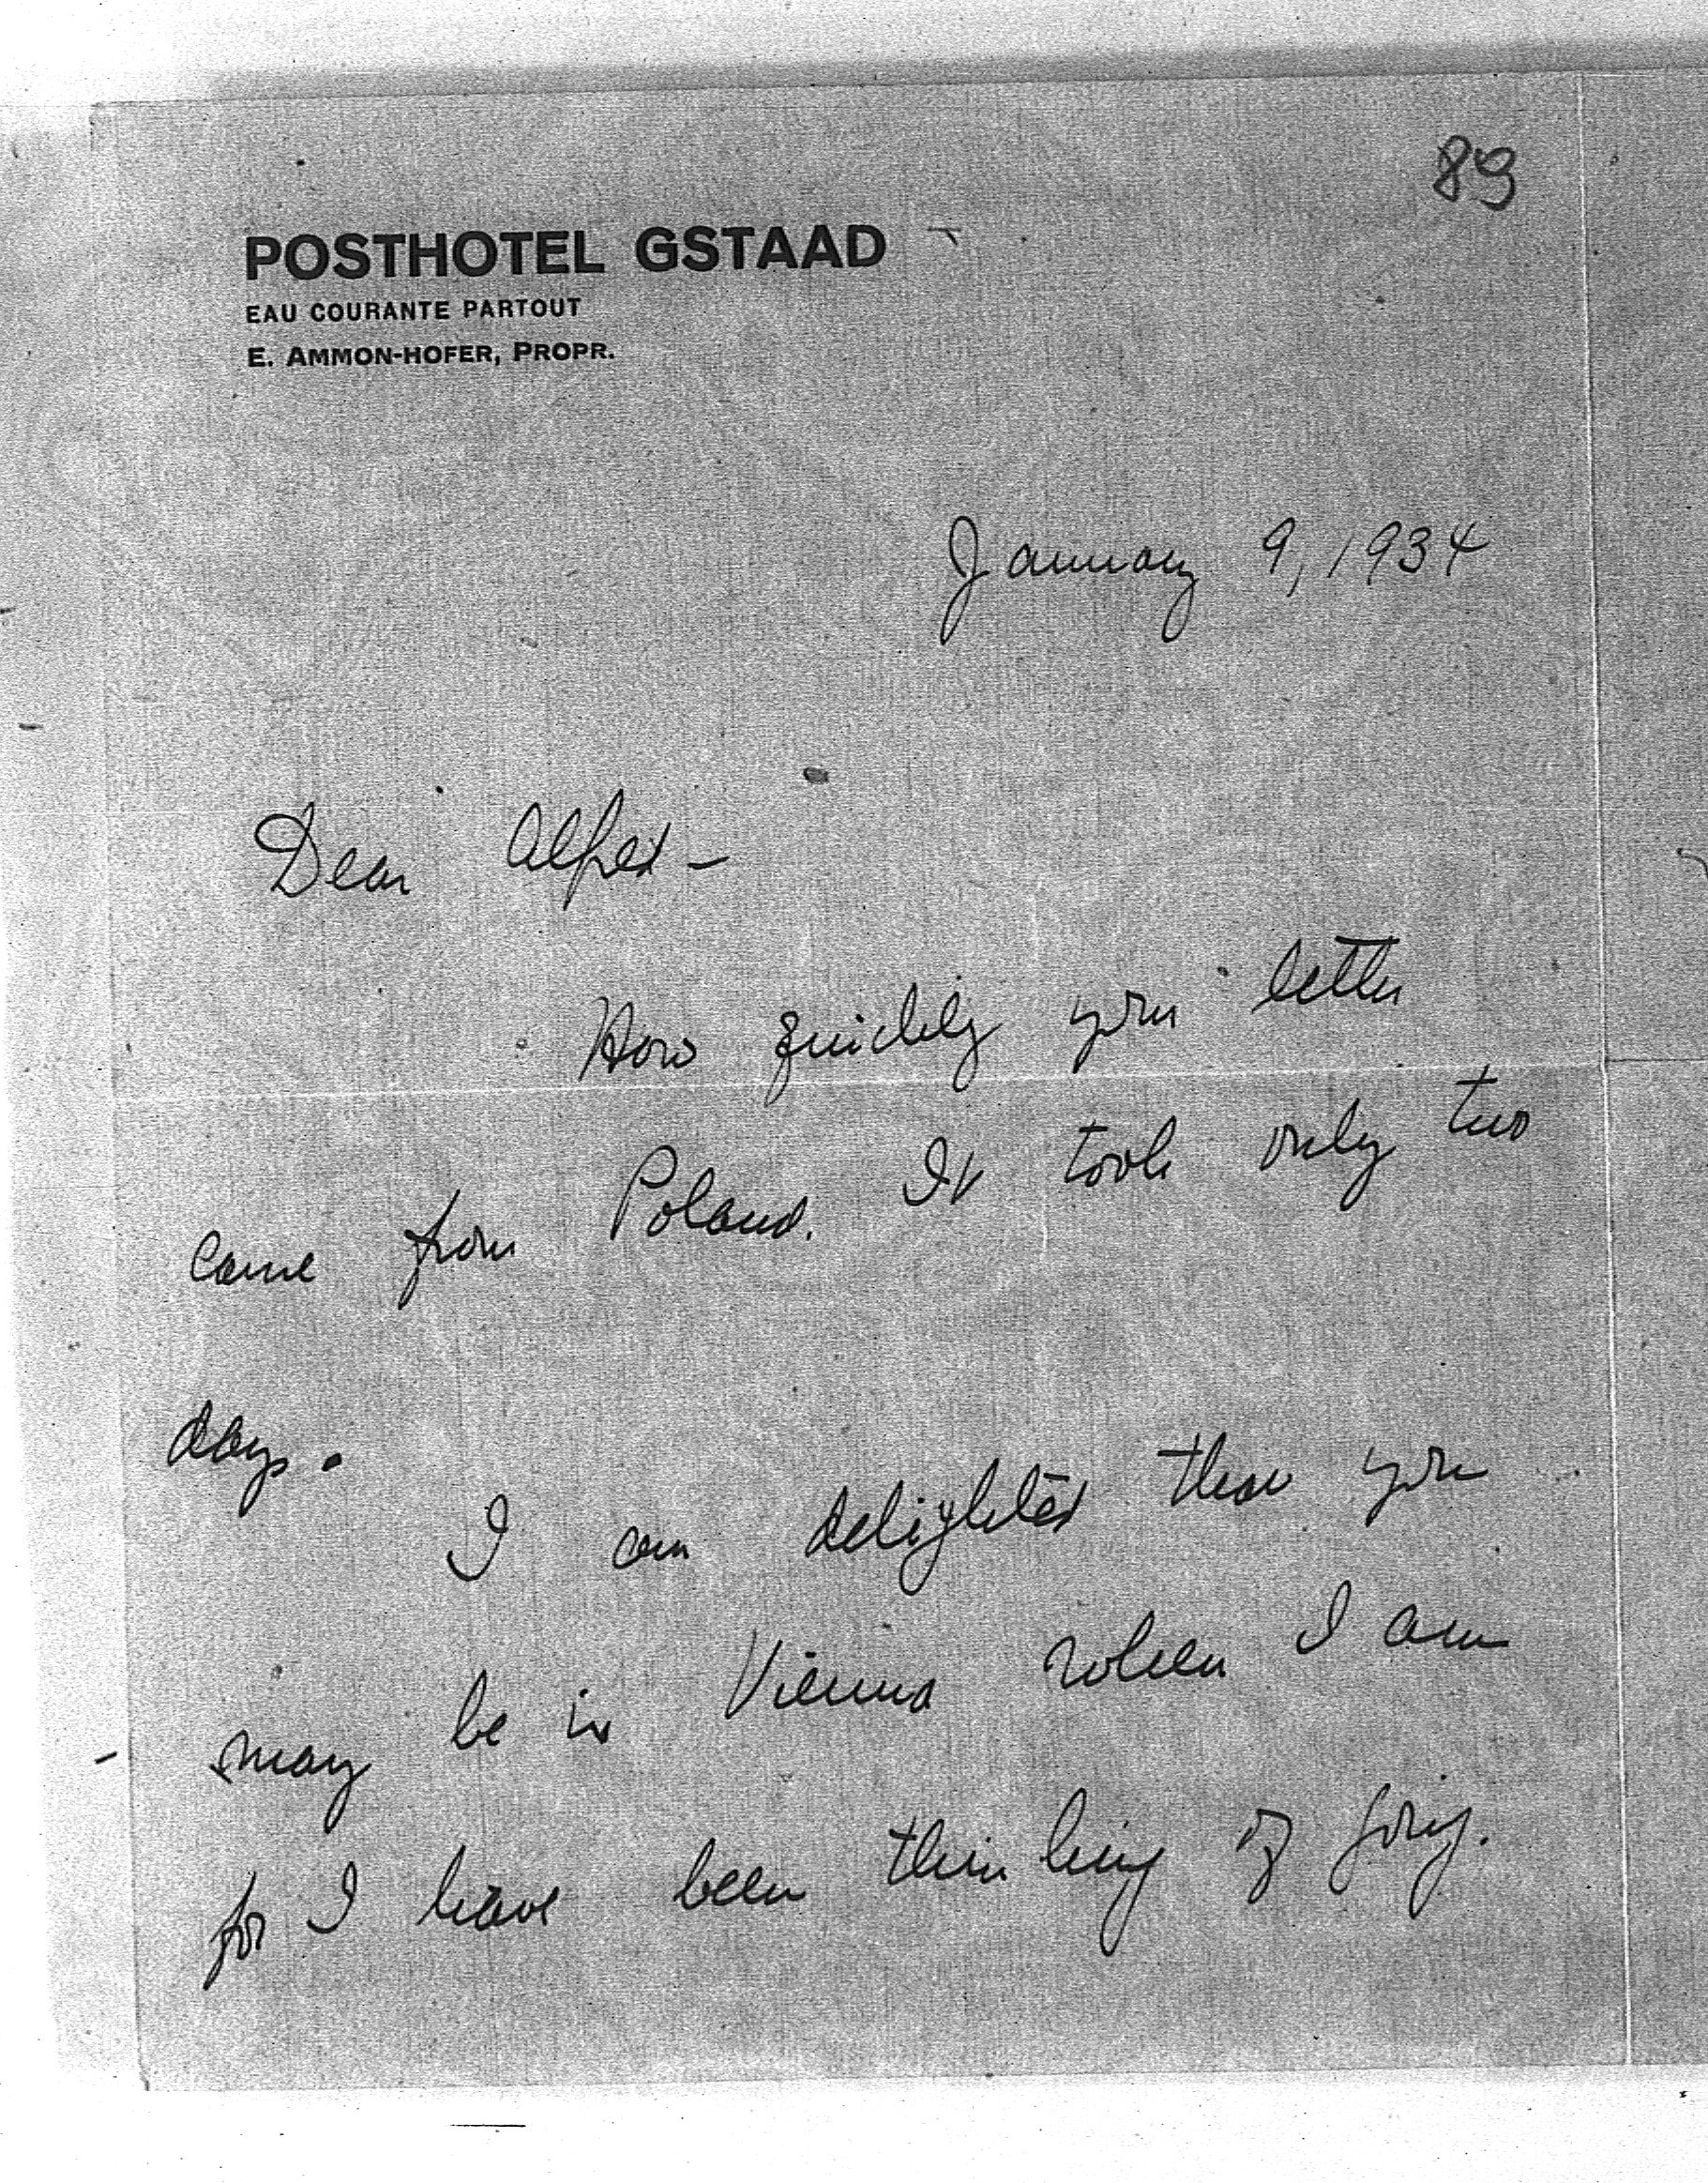 89
POSTHOTEL GSTAAD
EAU COURANTE PARTOUT
E. AMMON-HOFER, PROPR.
January 9, 1934
Dear Alfred –
How quickly your letter
came from Poland. It took only two
days.
I am delighted that you
may be in Vienna when I am
for I have been thinking of going.